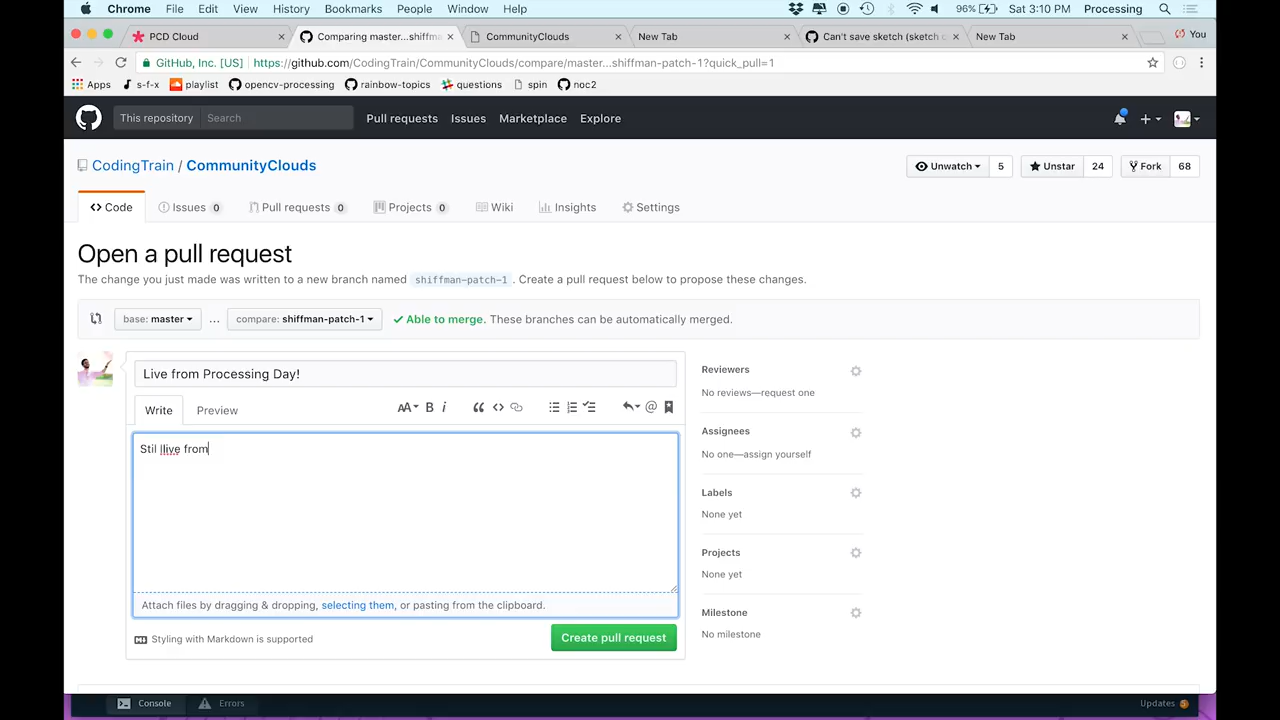 Chrome File Edit View History Bookmarks People Window Help 96% Sat 3:10 PM Processing
PCD Cloud Comparing master...shiffm CommunityClouds New Tab Can't save sketch (sketch c New Tab You
GitHub, Inc. [US] https://github.com/CodingTrain/CommunityClouds/compare/master...shiffman-patch-1?quick_pull=1
Apps s-f-x playlist opencv-processing rainbow-topics questions spin noc2
This repository Search Pull requests Issues Marketplace Explore
CodingTrain / CommunityClouds Unwatch 5 Unstar 24 Fork 68
Code Issues 0 Pull requests 0 Projects 0 Wiki Insights Settings
Open a pull request
The change you just made was written to a new branch named shiffman-patch-1 . Create a pull request below to propose these changes.
base: master ... compare: shiffman-patch-1 Able to merge. These branches can be automatically merged.
Live from Processing Day!
Write Preview AA B i
Stil llive from
Attach files by dragging & dropping, selecting them, or pasting from the clipboard.
Styling with Markdown is supported Create pull request
Reviewers
No reviews—request one
Assignees
No one—assign yourself
Labels
None yet
Projects
None yet
Milestone
No milestone
Console Errors Updates 5